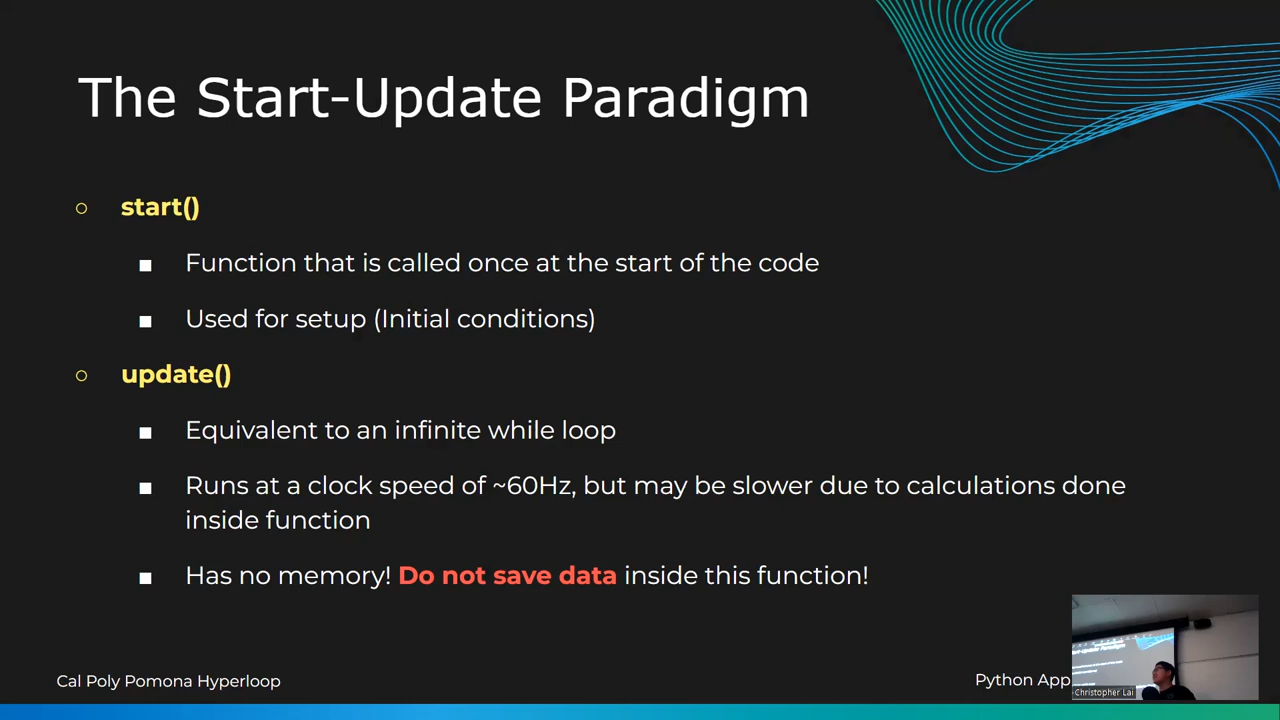 The Start-Update Paradigm
○ start()
■ Function that is called once at the start of the code
■ Used for setup (Initial conditions)
○ update()
■ Equivalent to an infinite while loop
■ Runs at a clock speed of ~60Hz, but may be slower due to calculations done
inside function
■ Has no memory! Do not save data inside this function!
Cal Poly Pomona Hyperloop
Python App
Christopher Lai